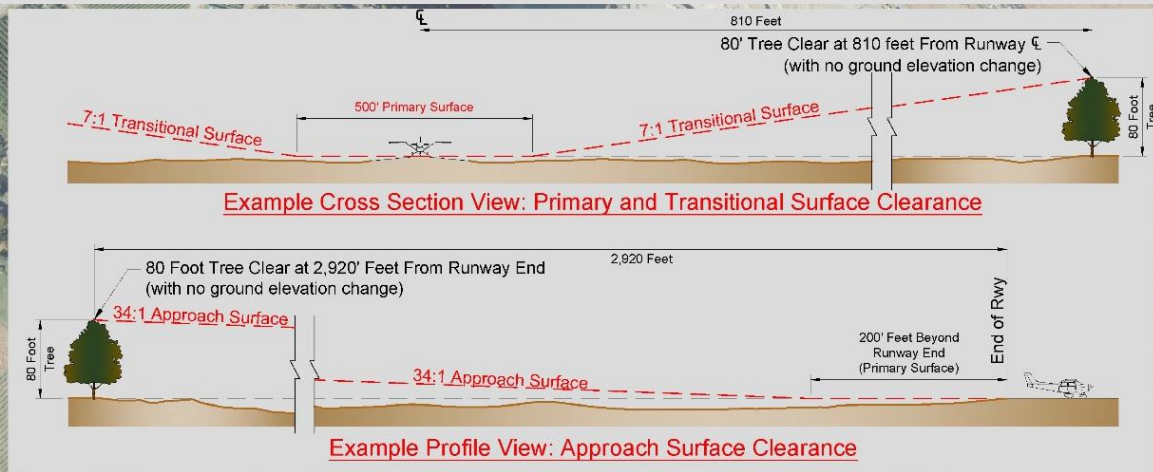 ℄
810 Feet
80' Tree Clear at 810 feet From Runway ℄
(with no ground elevation change)
500' Primary Surface
7:1 Transitional Surface
7:1 Transitional Surface
80 Foot
Tree
Example Cross Section View: Primary and Transitional Surface Clearance
2,920 Feet
80 Foot Tree Clear at 2,920' Feet From Runway End
(with no ground elevation change)
34:1 Approach Surface
80 Foot
Tree
34:1 Approach Surface
200' Feet Beyond
Runway End
(Primary Surface)
End of Rwy
Example Profile View: Approach Surface Clearance